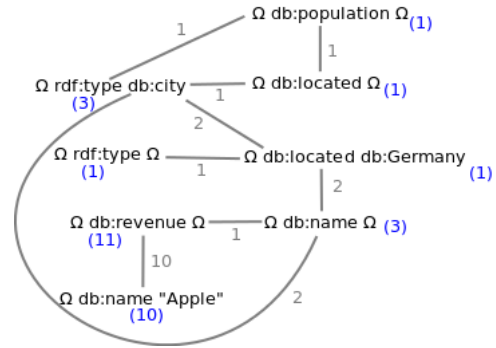 Ω db:population Ω (1)
1
1
Ω rdf:type db:city (3)
1
Ω db:located Ω (1)
2
Ω rdf:type Ω (1)
1
Ω db:located db:Germany (1)
2
Ω db:revenue Ω (11)
1
Ω db:name Ω (3)
10
2
Ω db:name "Apple" (10)